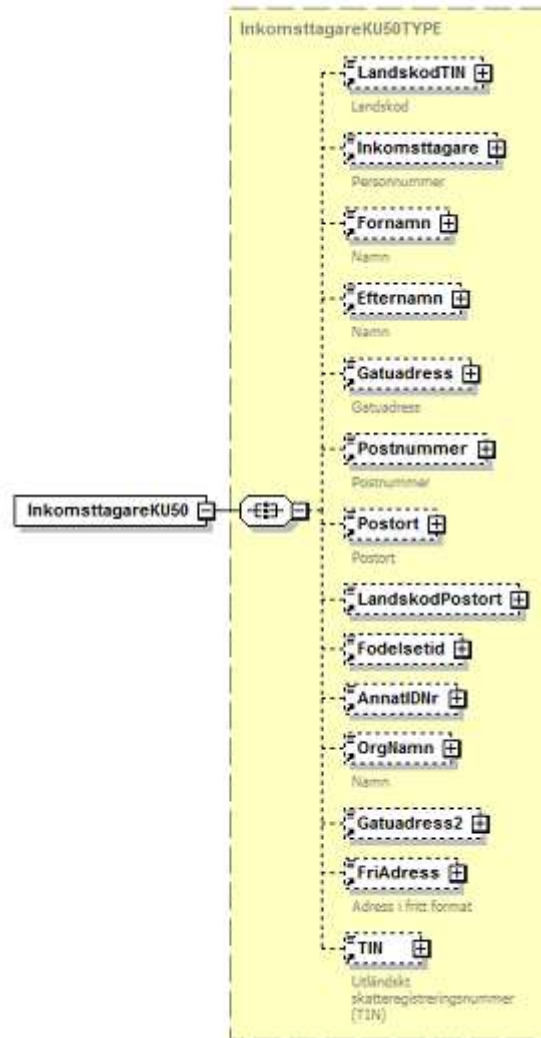 InkomsttagareKU50TYPE
LandskodTIN
Landskod
Inkomsttagare
Personnummer
Fornamn
Namn
Efternamn
Namn
Gatuadress
Gatuadress
Postnummer
Postnummer
InkomsttagareKU50
Postort
Postort
LandskodPostort
Fodelsetid
AnnatIDNr
OrgNamn
Namn
Gatuadress2
FriAdress
Adress i fritt format
TIN
Utländskt
skatteregistreringsnummer
(TIN)